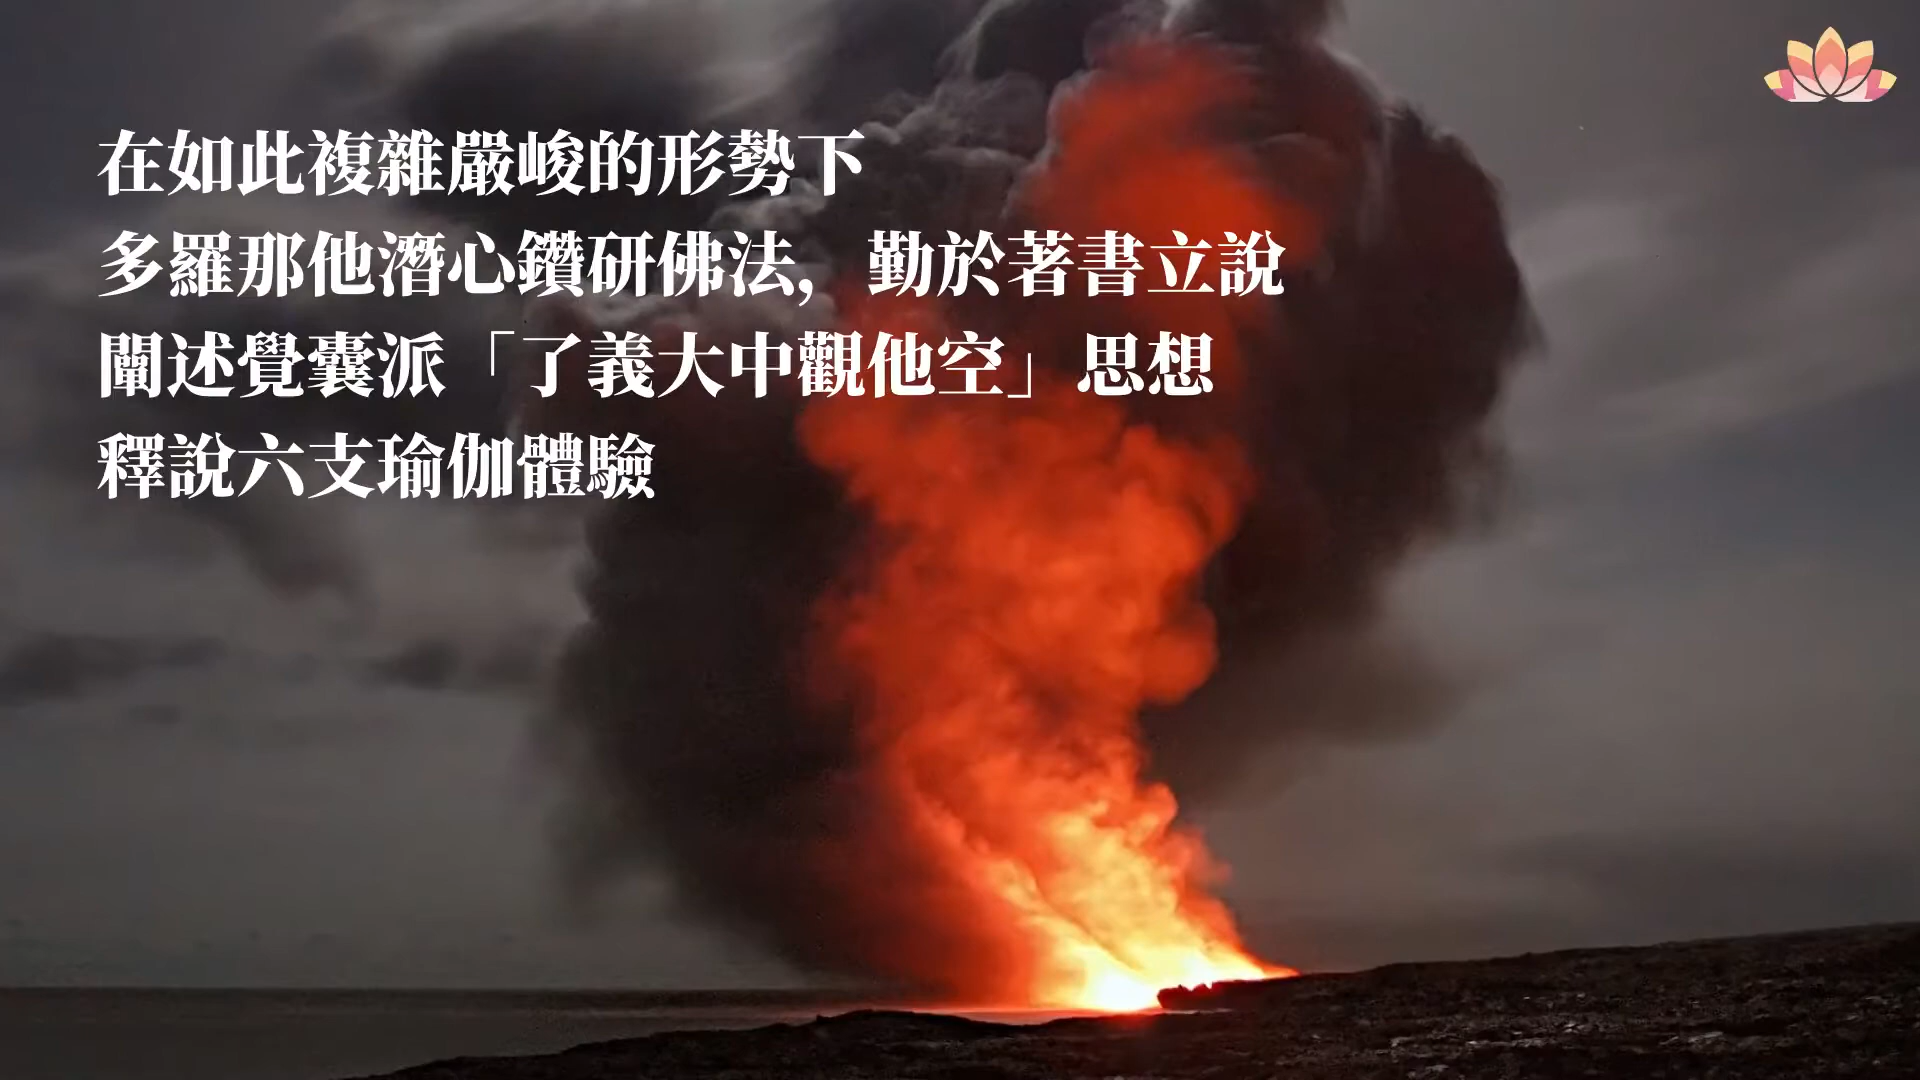 在如此複雜嚴峻的形勢下
多羅那他潛心鑽研佛法，勤於著書立說
闡述覺囊派「了義大中觀他空」思想
釋說六支瑜伽體驗